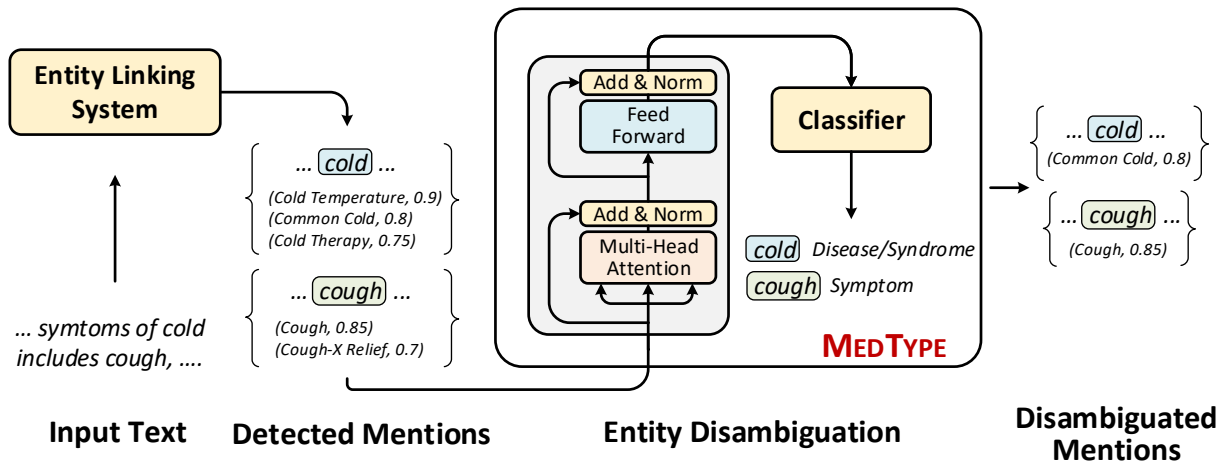 Entity Linking
System
... symtoms of cold
includes cough, ....
Input Text
... cold ...
(Cold Temperature, 0.9)
(Common Cold, 0.8)
(Cold Therapy, 0.75)
... cough ...
(Cough, 0.85)
(Cough-X Relief, 0.7)
Detected Mentions
Add & Norm
Feed
Forward
Add & Norm
Multi-Head
Attention
Classifier
cold Disease/Syndrome
cough Symptom
MEDTYPE
Entity Disambiguation
... cold ...
(Common Cold, 0.8)
... cough ...
(Cough, 0.85)
Disambiguated
Mentions